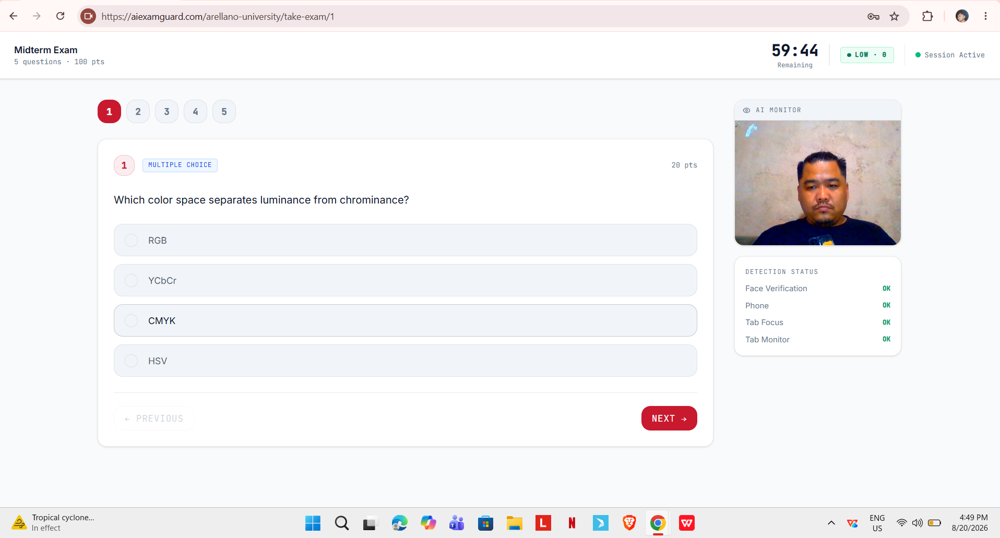 https://aiexamguard.com/arellano-university/take-exam/1
Midterm Exam
5 questions · 100 pts
59:44
Remaining
LOW · 0
Session Active
1 2 3 4 5
AI MONITOR
1 MULTIPLE CHOICE
20 pts
Which color space separates luminance from chrominance?
RGB
YCbCr
CMYK
HSV
← PREVIOUS
NEXT →
DETECTION STATUS
Face Verification OK
Phone OK
Tab Focus OK
Tab Monitor OK
Tropical cyclone...
In effect
L
N
W
ENG
US
4:49 PM
8/20/2026